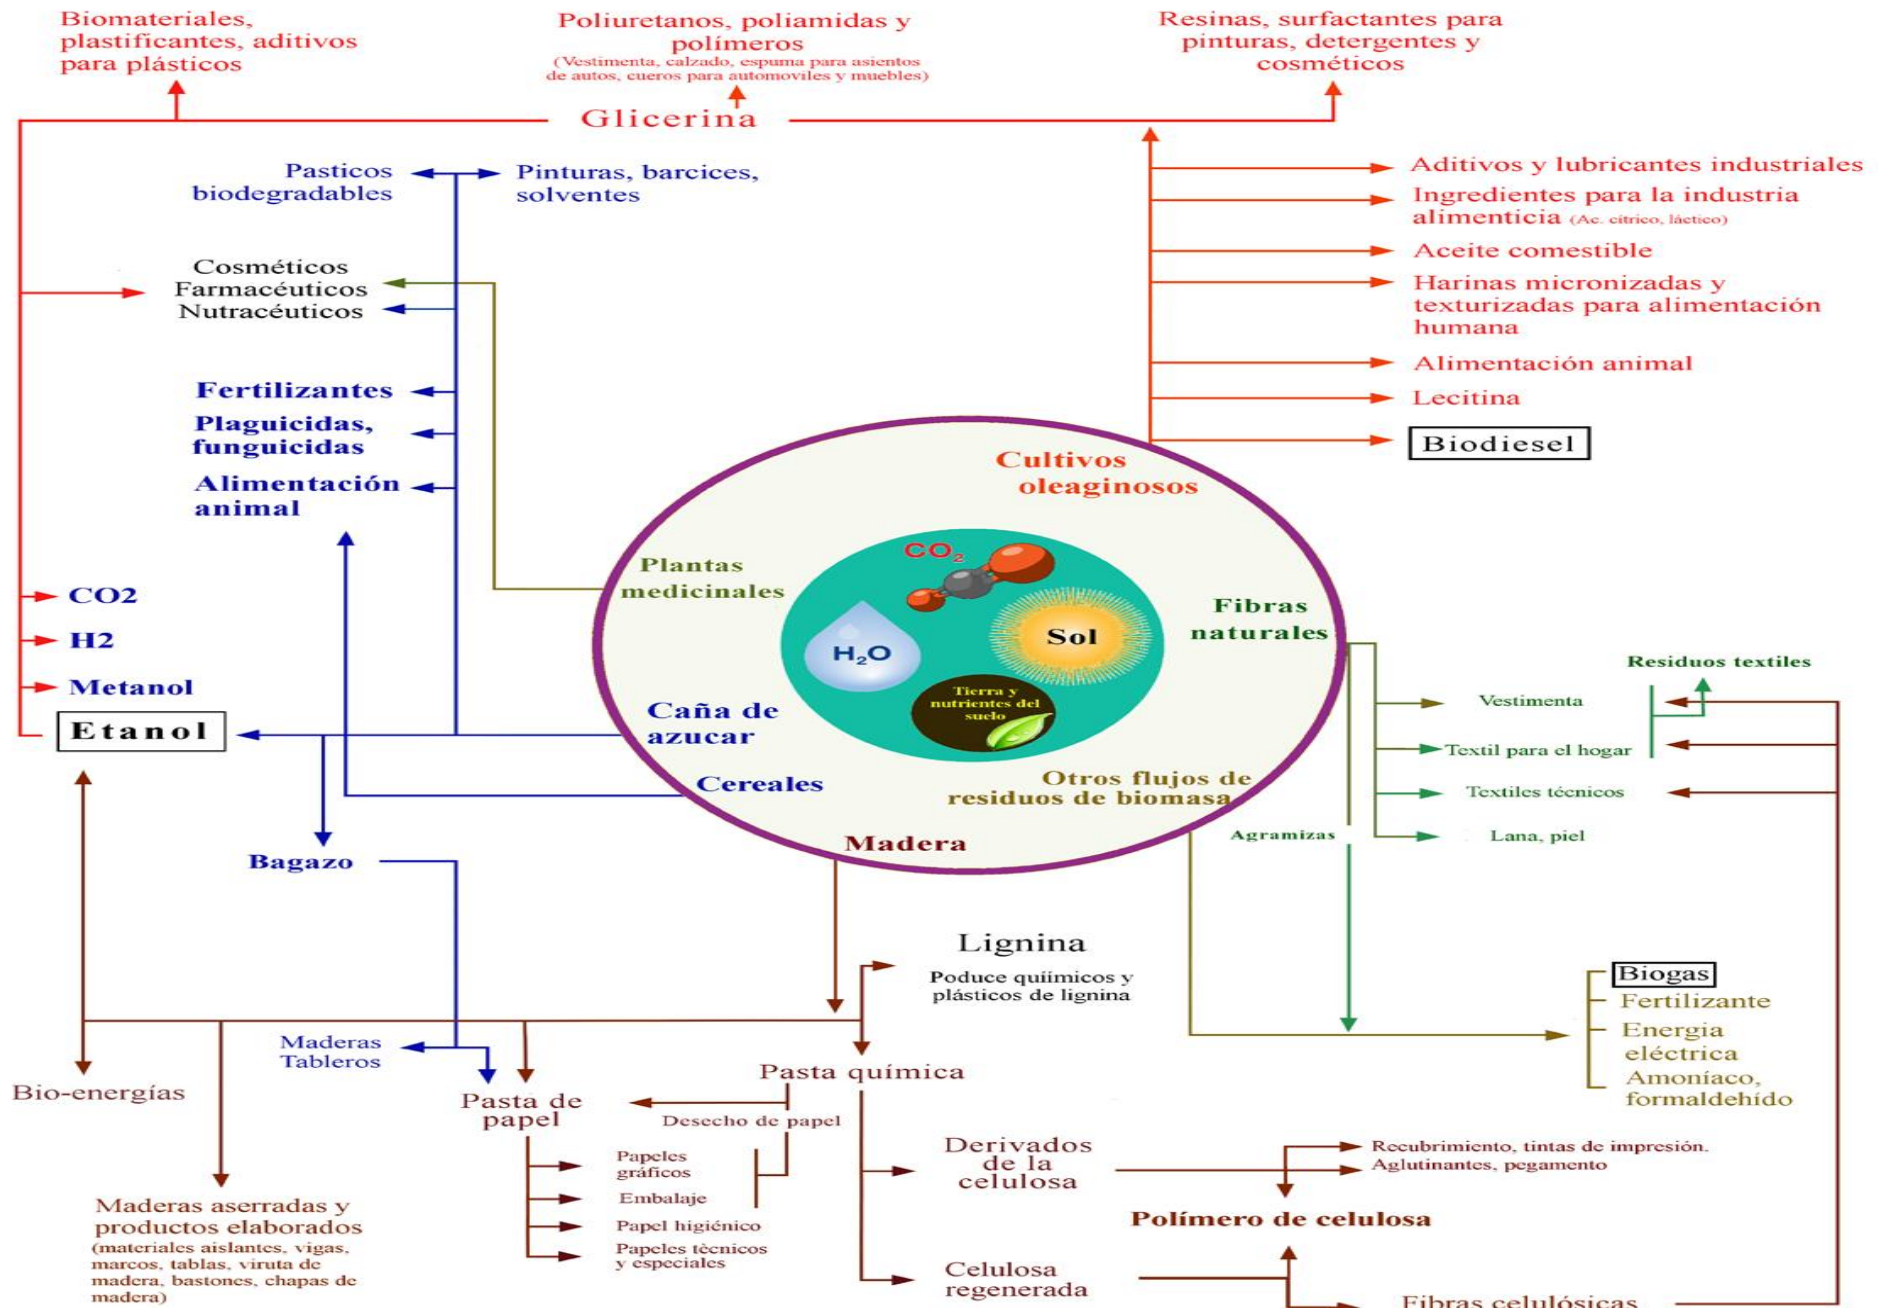 Biomateriales,
plastificantes, aditivos
para plásticos
Poliuretanos, poliamidas y
polímeros
(Vestimenta, calzado, espuma para asientos
de autos, cueros para automoviles y muebles)
Resinas, surfactantes para
pinturas, detergentes y
cosméticos
Glicerina
Pasticos
biodegradables
Pinturas, barcices,
solventes
Aditivos y lubricantes industriales
Ingredientes para la industria
alimenticia (Ac. cítrico, láctico)
Aceite comestible
Harinas micronizadas y
texturizadas para alimentación
humana
Alimentación animal
Lecitina
Biodiesel
Cosméticos
Farmacéuticos
Nutracéuticos
Fertilizantes
Plaguicidas,
funguicidas
Alimentación
animal
CO2
H2
Metanol
Etanol
Cultivos
oleaginosos
Plantas
medicinales
Fibras
naturales
Caña de
azucar
Cereales
Otros flujos de
residuos de biomasa
Madera
CO2
H2O
Sol
Tierra y
nutrientes del
suelo
Residuos textiles
Vestimenta
Textil para el hogar
Textiles técnicos
Lana, piel
Agramizas
Bagazo
Lignina
Poduce quíimicos y
plásticos de lignina
Biogas
Fertilizante
Energia
eléctrica
Amoníaco,
formaldehído
Maderas
Tableros
Bio-energías
Pasta de
papel
Pasta química
Desecho de papel
Papeles
gráficos
Embalaje
Papel higiénico
Papeles tècnicos
y especiales
Maderas aserradas y
productos elaborados
(materiales aislantes, vigas,
marcos, tablas, viruta de
madera, bastones, chapas de
madera)
Derivados
de la
celulosa
Recubrimiento, tintas de impresión.
Aglutinantes, pegamento
Polímero de celulosa
Celulosa
regenerada
Fibras celulósicas